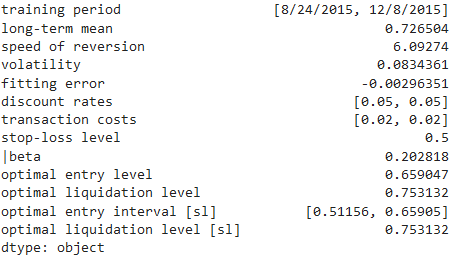 training period [8/24/2015, 12/8/2015]
long-term mean 0.726504
speed of reversion 6.09274
volatility 0.0834361
fitting error -0.00296351
discount rates [0.05, 0.05]
transaction costs [0.02, 0.02]
stop-loss level 0.5
|beta 0.202818
optimal entry level 0.659047
optimal liquidation level 0.753132
optimal entry interval [sl] [0.51156, 0.65905]
optimal liquidation level [sl] 0.753132
dtype: object